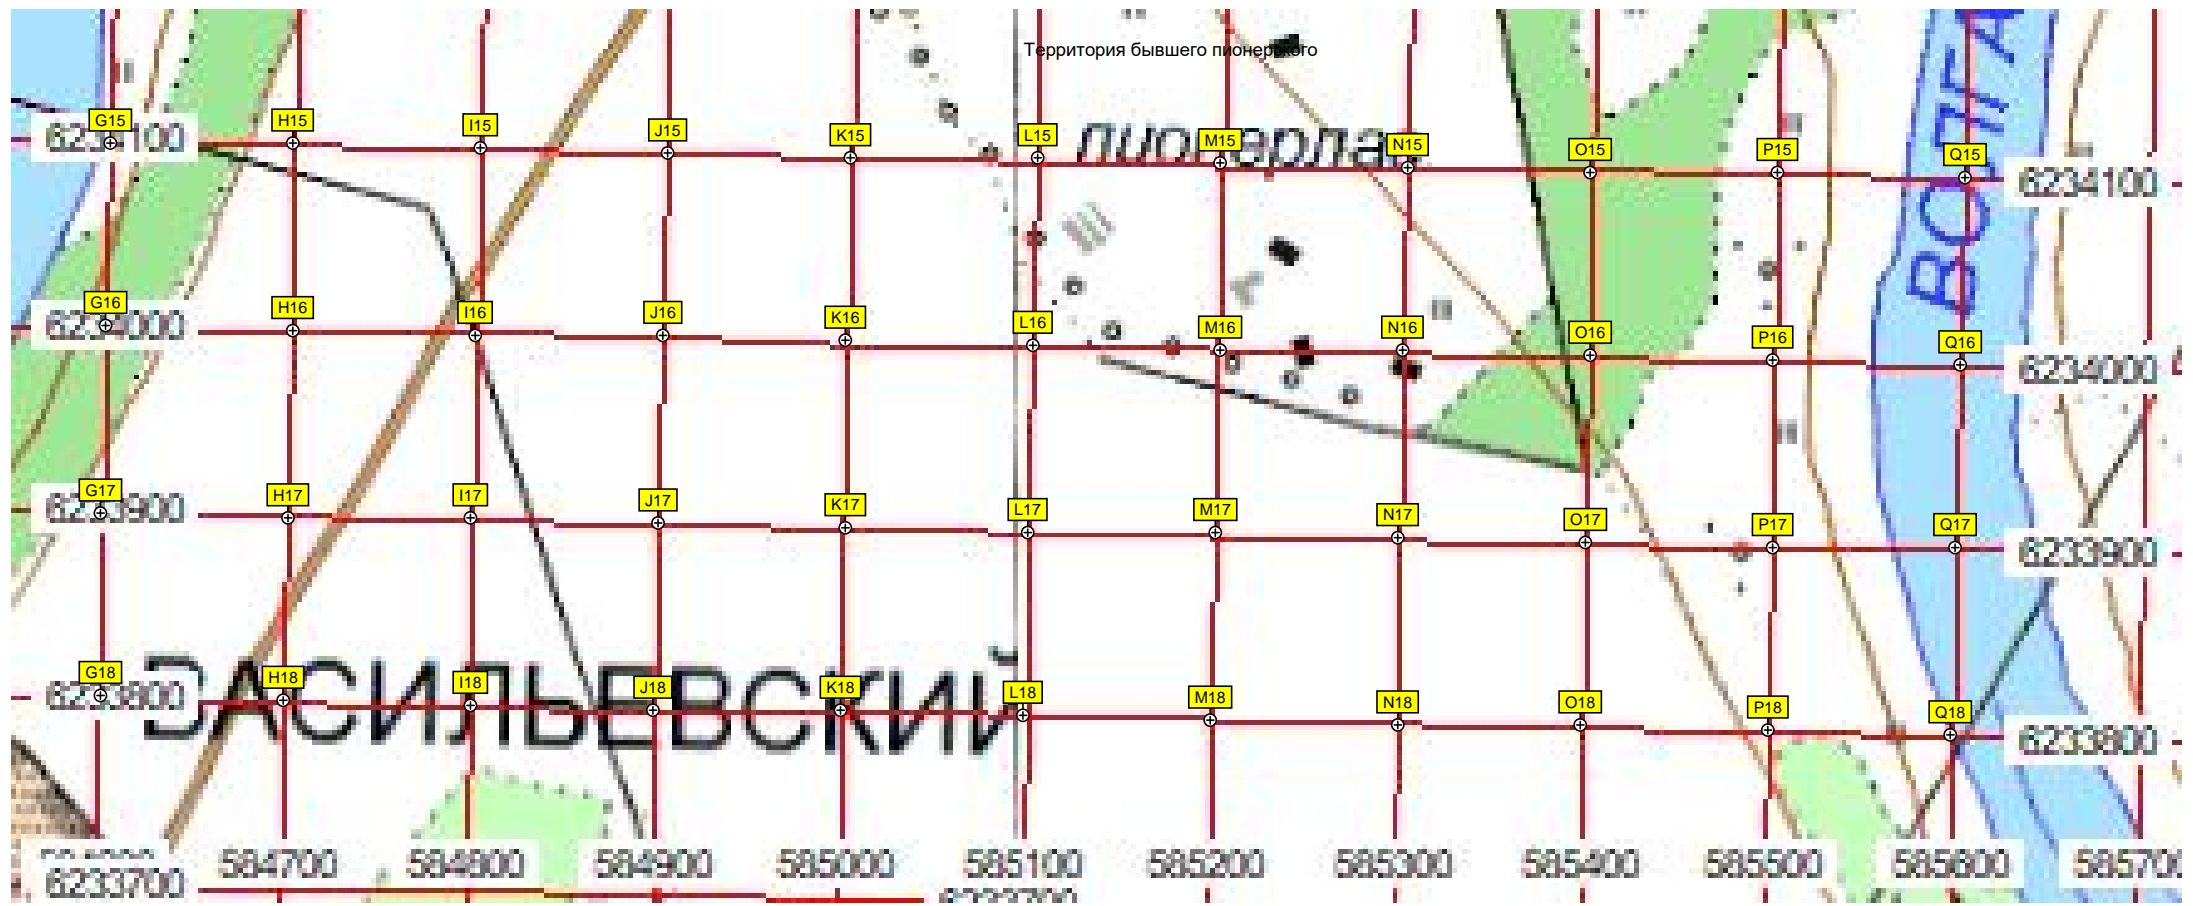 Территория бывшего пионерского
ВОЛГА
G15 H15 I15 J15 K15 L15 M15 N15 O15 P15 Q15
6234100 пионерлаг 6234100
G16 H16 I16 J16 K16 L16 M16 N16 O16 P16 Q16
6234000 6234000
G17 H17 I17 J17 K17 L17 M17 N17 O17 P17 Q17
6233900 6233900
G18 H18 I18 J18 K18 L18 M18 N18 O18 P18 Q18
6233800 ВАСИЛЬЕВСКИЙ 6233800
584700 584800 584900 585000 585100 585200 585300 585400 585500 585600 585700
6233700 6233700